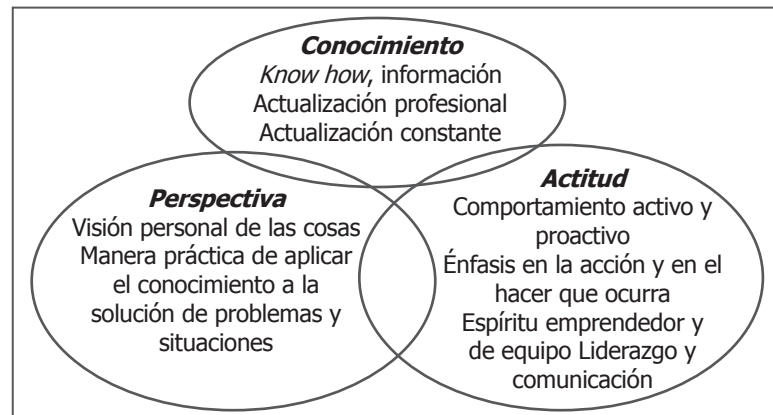 Conocimiento
Know how, información
Actualización profesional
Actualización constante
Perspectiva
Visión personal de las cosas
Manera práctica de aplicar
el conocimiento a la
solución de problemas y
situaciones
Actitud
Comportamiento activo y
proactivo
Énfasis en la acción y en el
hacer que ocurra
Espíritu emprendedor y
de equipo Liderazgo y
comunicación